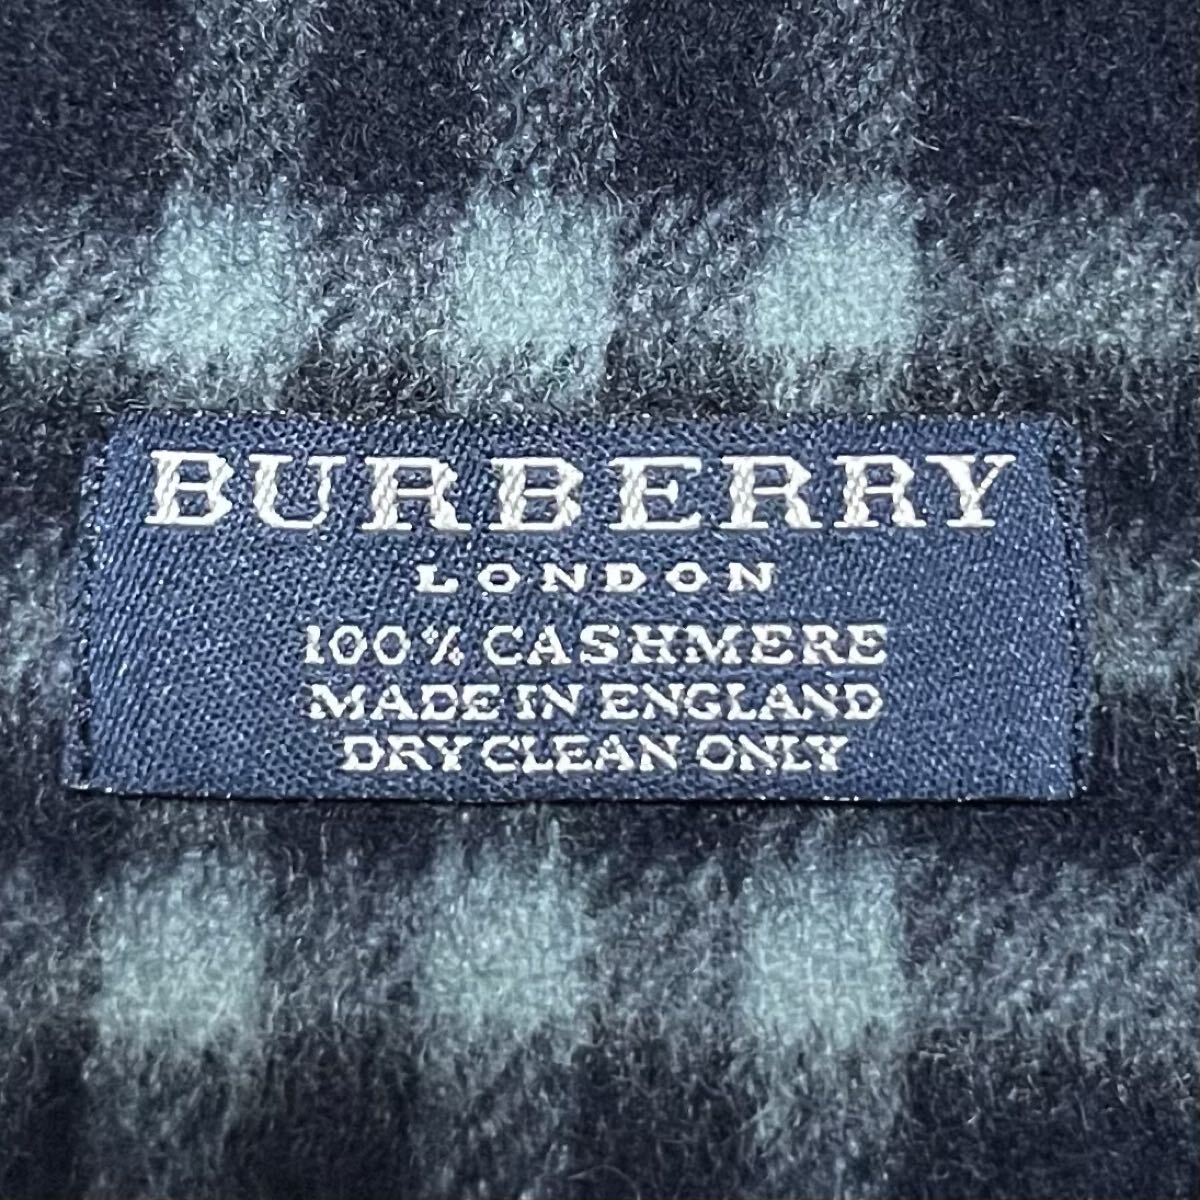 BURBERRY
LONDON
100% CASHMERE
MADE IN ENGLAND
DRY CLEAN ONLY